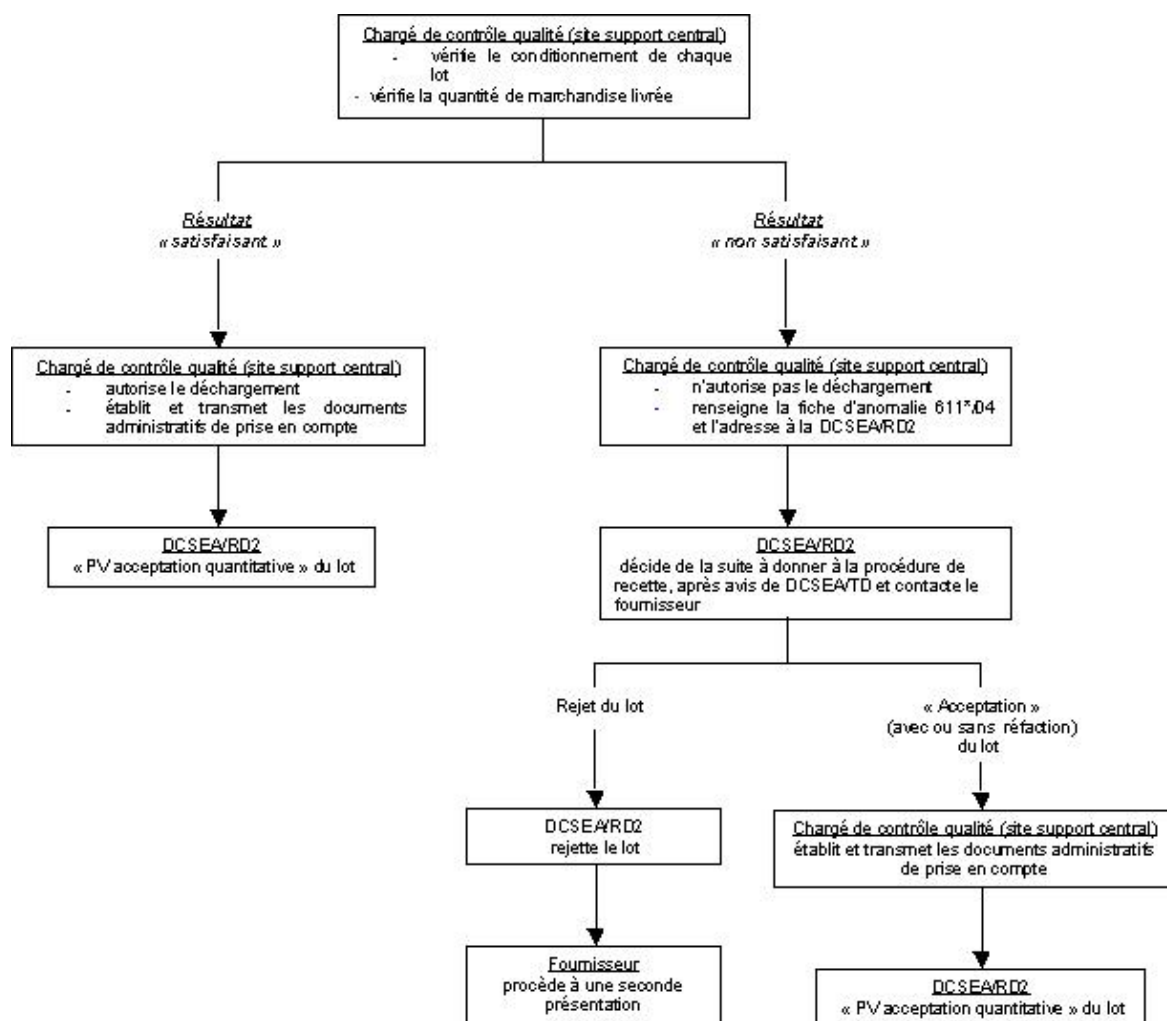 Chargé de contrôle qualité (site support central)
- vérifie le conditionnement de chaque
lot
- vérifie la quantité de marchandise livrée
Résultat
« satisfaisant »
Résultat
« non satisfaisant »
Chargé de contrôle qualité (site support central)
- autorise le déchargement
- établit et transmet les documents
administratifs de prise en compte
Chargé de contrôle qualité (site support central)
- n'autorise pas le déchargement
- renseigne la fiche d'anomalie 611*/04
et l'adresse à la DCSEA/RD2
DCSEA/RD2
« PV acceptation quantitative » du lot
DCSEA/RD2
décide de la suite à donner à la procédure de
recette, après avis de DCSEA/TD et contacte le
fournisseur
Rejet du lot
« Acceptation »
(avec ou sans réfaction)
du lot
DCSEA/RD2
rejette le lot
Chargé de contrôle qualité (site support central)
établit et transmet les documents administratifs
de prise en compte
Fournisseur
procède à une seconde
présentation
DCSEA/RD2
« PV acceptation quantitative » du lot